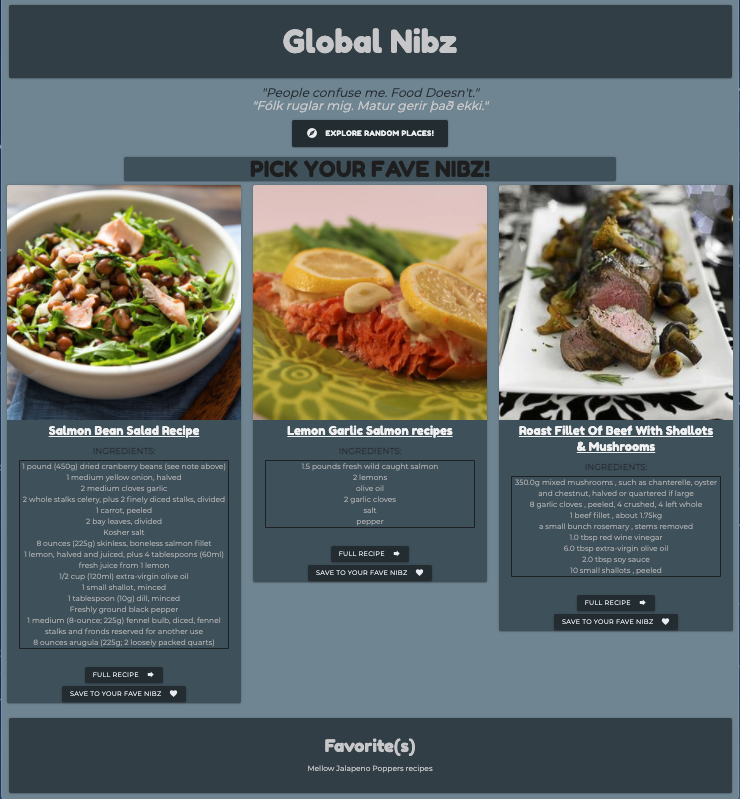 Global Nibz
"People confuse me. Food Doesn't."
"Fólk ruglar mig. Matur gerir það ekki."
EXPLORE RANDOM PLACES!
PICK YOUR FAVE NIBZ!
Salmon Bean Salad Recipe
INGREDIENTS:
1 pound (450g) dried cranberry beans (see note above)
1 medium yellow onion, halved
2 medium cloves garlic
2 whole stalks celery, plus 2 finely diced stalks, divided
1 carrot, peeled
2 bay leaves, divided
Kosher salt
8 ounces (225g) skinless, boneless salmon fillet
1 lemon, halved and juiced, plus 4 tablespoons (60ml)
fresh juice from 1 lemon
1/2 cup (120ml) extra-virgin olive oil
1 small shallot, minced
1 tablespoon (10g) dill, minced
Freshly ground black pepper
1 medium (8-ounce; 225g) fennel bulb, diced, fennel
stalks and fronds reserved for another use
8 ounces arugula (225g; 2 loosely packed quarts)
FULL RECIPE
SAVE TO YOUR FAVE NIBZ
Lemon Garlic Salmon recipes
INGREDIENTS:
1.5 pounds fresh wild caught salmon
2 lemons
olive oil
2 garlic cloves
salt
pepper
FULL RECIPE
SAVE TO YOUR FAVE NIBZ
Roast Fillet Of Beef With Shallots
& Mushrooms
INGREDIENTS:
350.0g mixed mushrooms , such as chanterelle, oyster
and chestnut, halved or quartered if large
8 garlic cloves , peeled, 4 crushed, 4 left whole
1 beef fillet , about 1.75kg
a small bunch rosemary , stems removed
1.0 tbsp red wine vinegar
6.0 tbsp extra-virgin olive oil
2.0 tbsp soy sauce
10 small shallots , peeled
FULL RECIPE
SAVE TO YOUR FAVE NIBZ
Favorite(s)
Mellow Jalapeno Poppers recipes